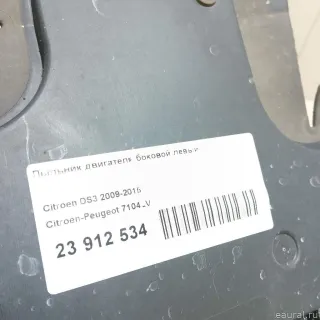 Пыльник двигателя боковой левый
Citroen DS3 2009-2015
Citroen-Peugeot 7104.V
23 912 534
eaural.ru